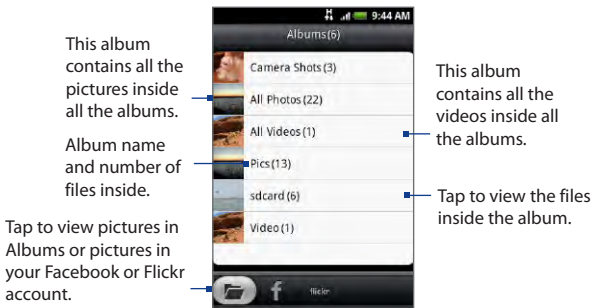 9:44 AM
Albums(6)
Camera Shots (3)
All Photos (22)
All Videos (1)
Pics(13)
sdcard (6)
Video (1)
flickr
This album
contains all the
pictures inside
all the albums.
Album name
and number of
files inside.
Tap to view pictures in
Albums or pictures in
your Facebook or Flickr
account.
This album
contains all the
videos inside all
the albums.
Tap to view the files
inside the album.